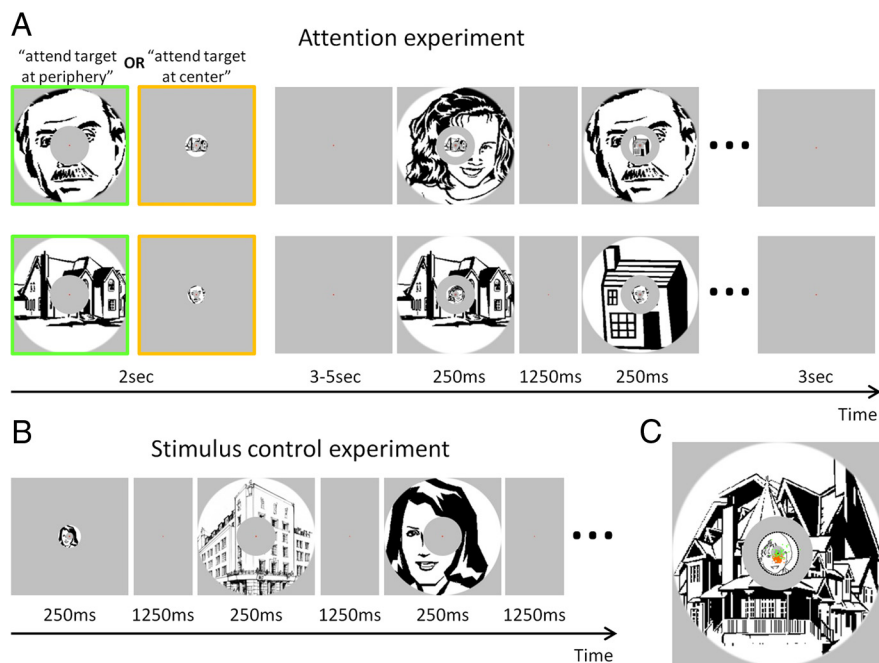 A
Attention experiment
“attend target
at periphery”
OR
“attend target
at center”
2sec
3-5sec
250ms
1250ms
250ms
3sec
Time
B
Stimulus control experiment
250ms
1250ms
250ms
1250ms
250ms
1250ms
Time
C